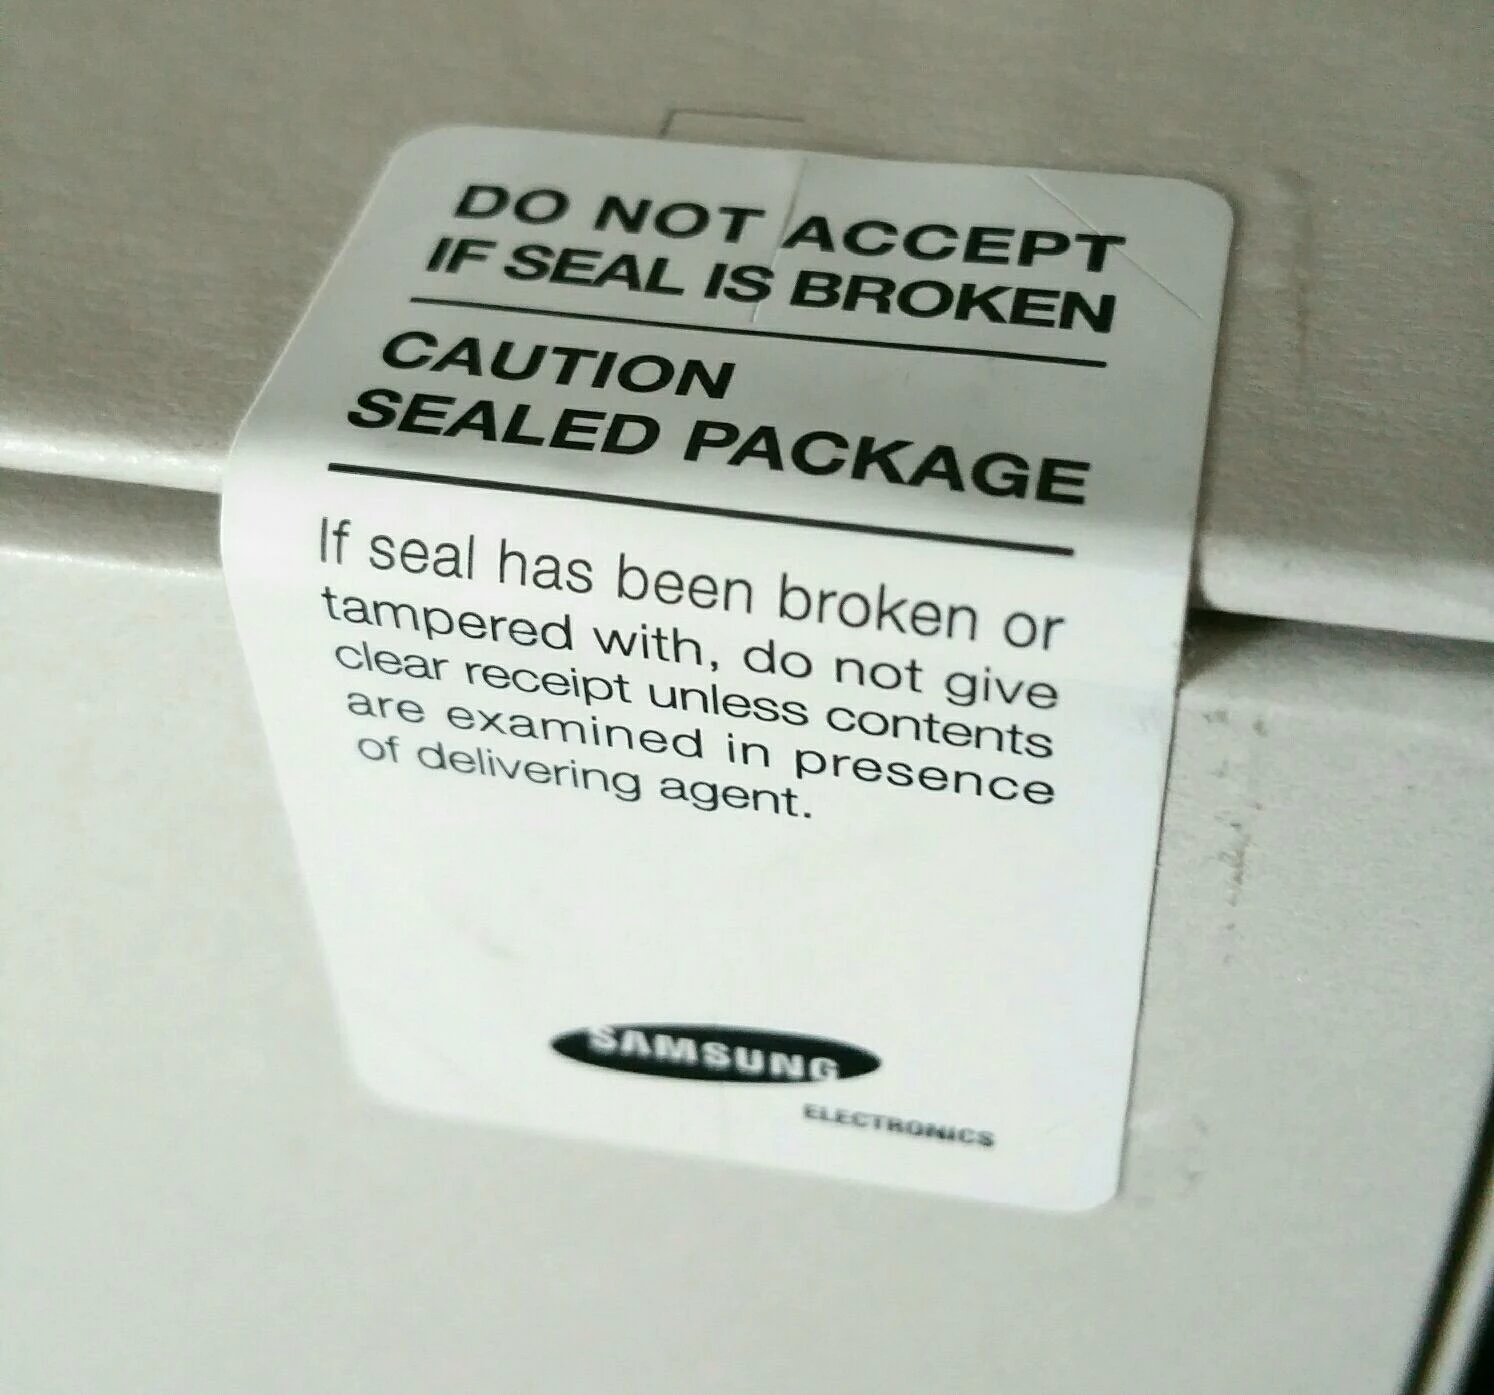 DO NOT ACCEPT
IF SEAL IS BROKEN
CAUTION
SEALED PACKAGE
If seal has been broken or
tampered with, do not give
clear receipt unless contents
are examined in presence
of delivering agent.
SAMSUNG
ELECTRONICS